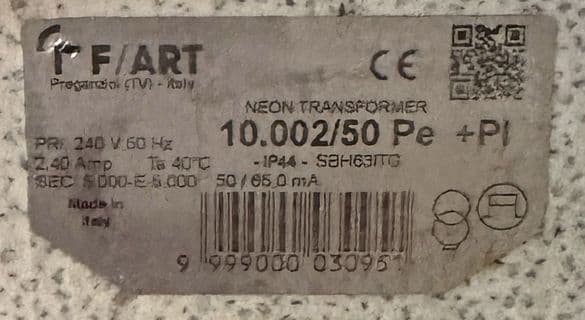 F/ART
Preganziol (TV) - Italy
CE
NEON TRANSFORMER
10.002/50 Pe +PI
PRI 240 V 60 Hz
2,40 Amp Ta 40°C
- IP44 -
SEC 5 000-E-5.000 50 / 65,0 mA
Made in
Italy
9 999000 030951